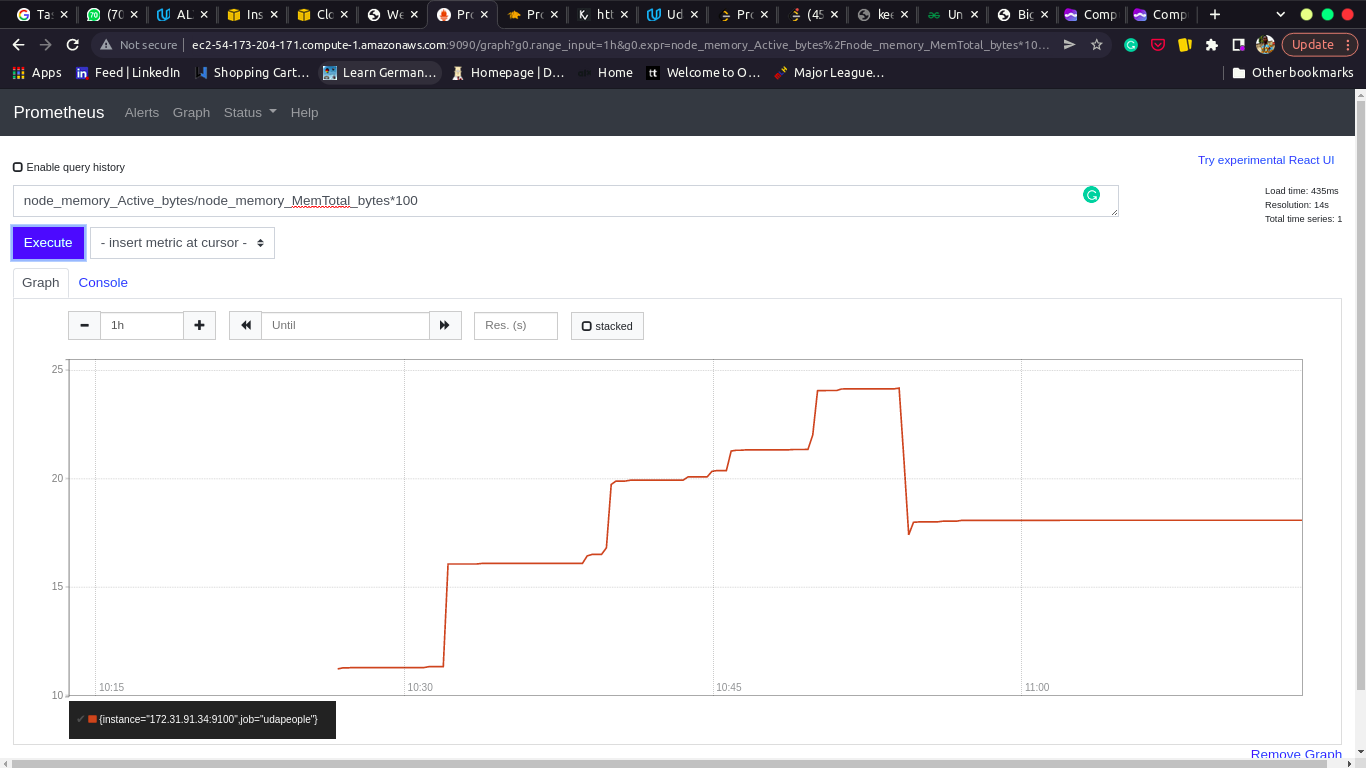 Ta
(70
AL
Ins
Clo
We
Pro
Pro
htt
Ud
Pro
(45
kee
Un
Big
Comp
Comp
Not secure
ec2-54-173-204-171.compute-1.amazonaws.com:9090/graph?g0.range_input=1h&g0.expr=node_memory_Active_bytes%2Fnode_memory_MemTotal_bytes*10...
Update
Apps
Feed | LinkedIn
Shopping Cart...
Learn German...
Homepage | D...
Home
tt
Welcome to O...
Major League...
Other bookmarks
Prometheus
Alerts
Graph
Status
Help
Enable query history
Try experimental React UI
node_memory_Active_bytes/node_memory_MemTotal_bytes*100
Load time: 435ms
Resolution: 14s
Total time series: 1
Execute
- insert metric at cursor -
Graph
Console
1h
Until
Res. (s)
stacked
25
20
15
10
10:15
10:30
10:45
11:00
{instance="172.31.91.34:9100",job="udapeople"}
Remove Graph